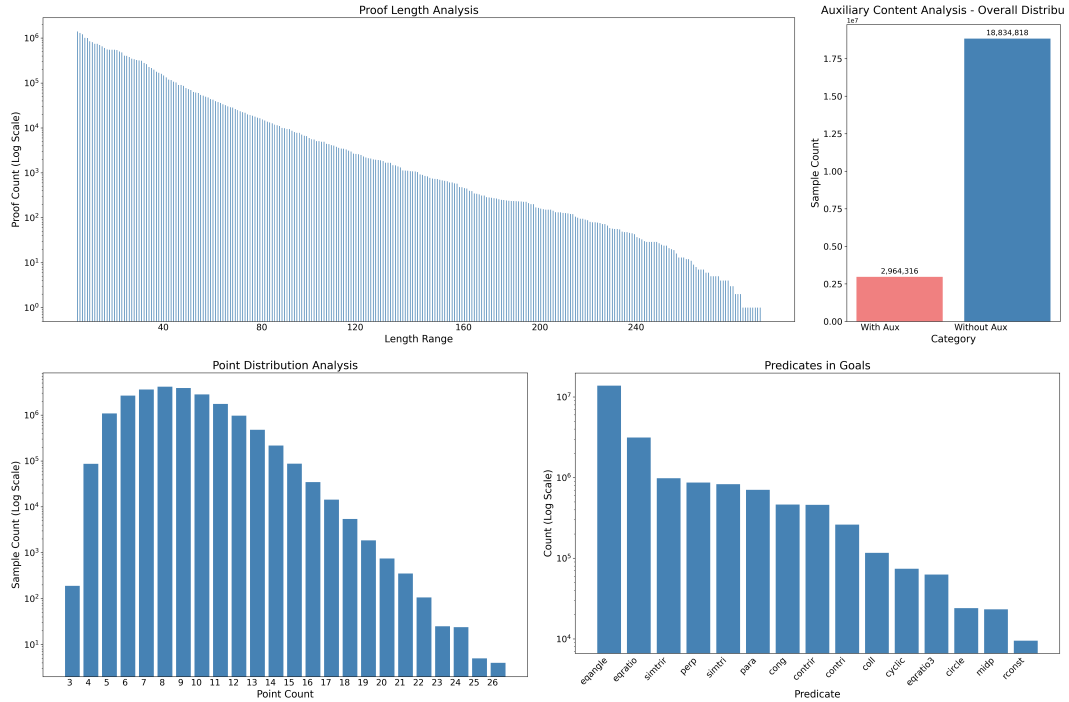 Proof Length Analysis
Proof Count (Log Scale)
10^6
10^5
10^4
10^3
10^2
10^1
10^0
40 80 120 160 200 240
Length Range
Auxiliary Content Analysis - Overall Distribu
1e7
Sample Count
1.75
1.50
1.25
1.00
0.75
0.50
0.25
0.00
18,834,818
2,964,316
With Aux Without Aux
Category
Point Distribution Analysis
Sample Count (Log Scale)
10^6
10^5
10^4
10^3
10^2
10^1
3 4 5 6 7 8 9 10 11 12 13 14 15 16 17 18 19 20 21 22 23 24 25 26
Point Count
Predicates in Goals
Count (Log Scale)
10^7
10^6
10^5
10^4
eqangle eqratio simtrir perp simtri para cong contrir contri coll cyclic eqratio3 circle midp rconst
Predicate